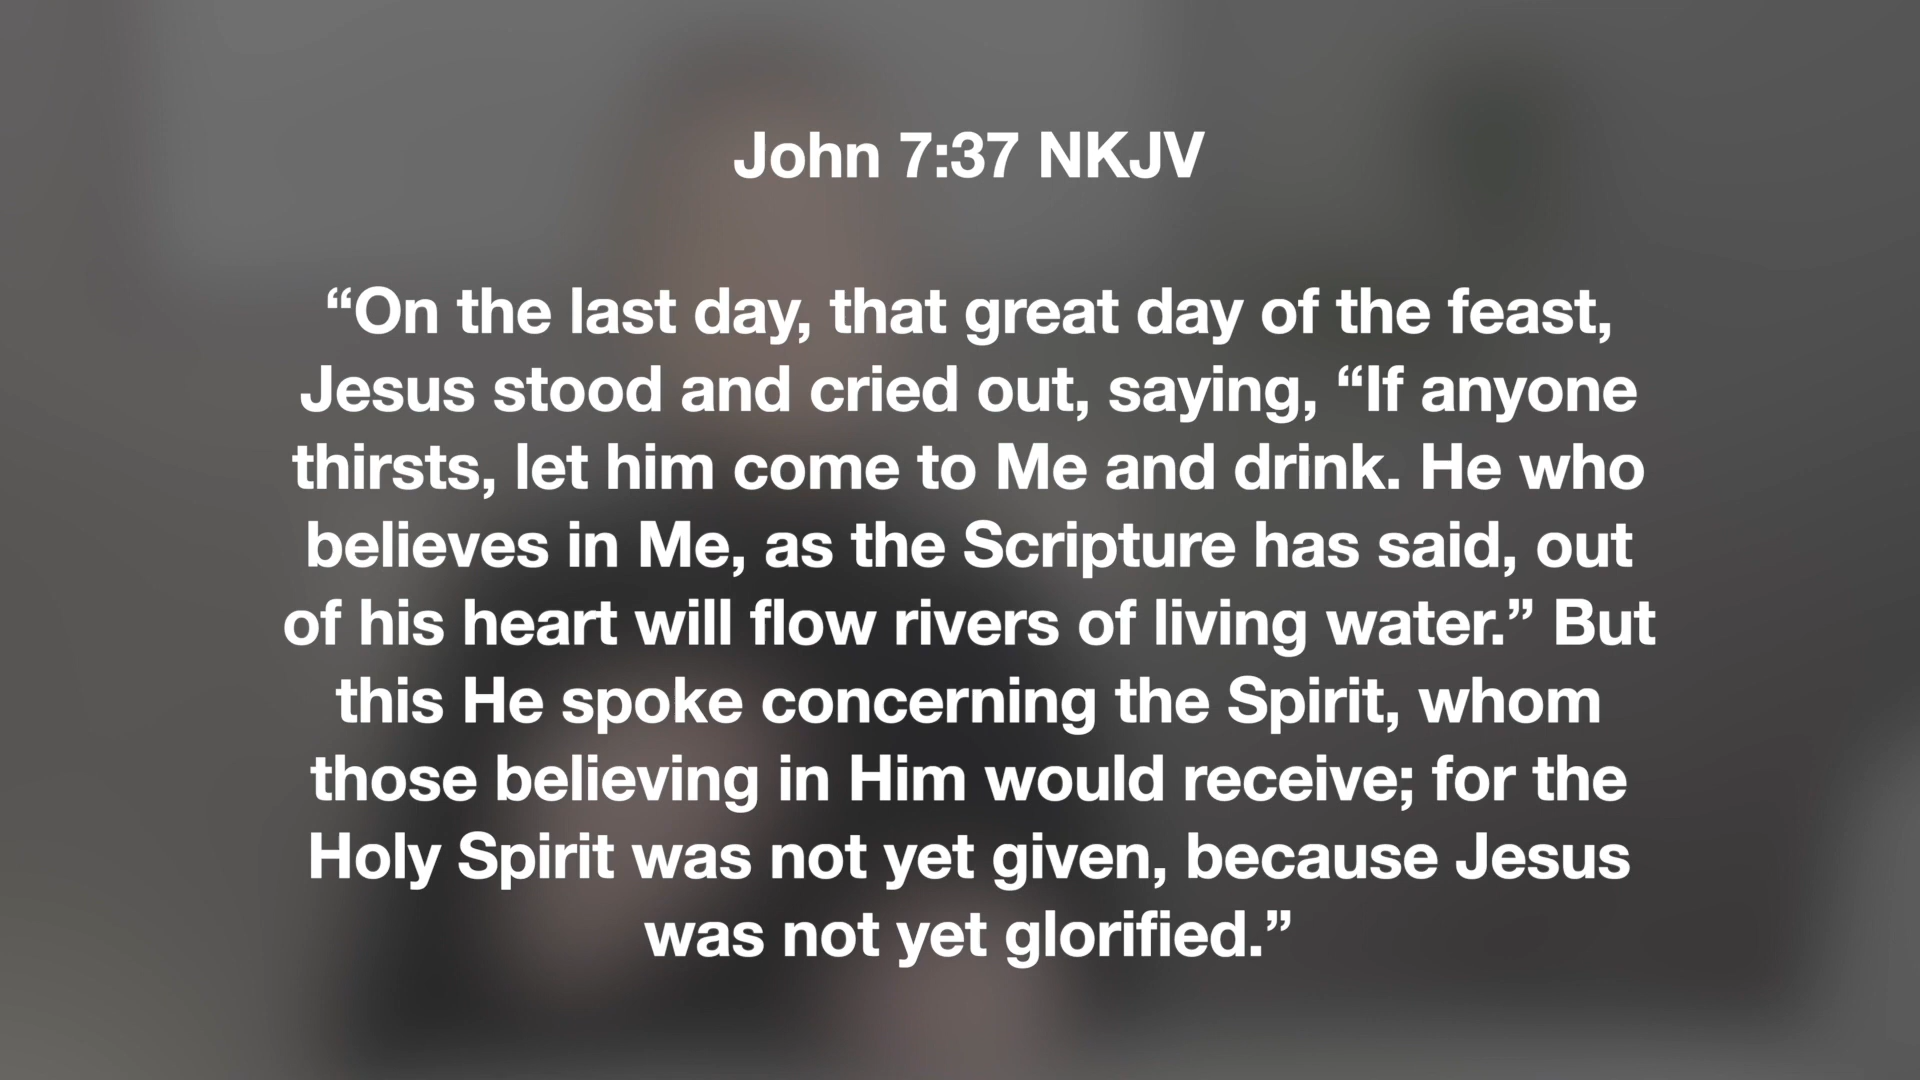 John 7:37 NKJV
“On the last day, that great day of the feast,
Jesus stood and cried out, saying, “If anyone
thirsts, let him come to Me and drink. He who
believes in Me, as the Scripture has said, out
of his heart will flow rivers of living water.” But
this He spoke concerning the Spirit, whom
those believing in Him would receive; for the
Holy Spirit was not yet given, because Jesus
was not yet glorified.”